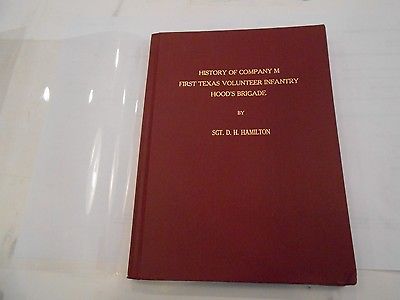 HISTORY OF COMPANY M
FIRST TEXAS VOLUNTEER INFANTRY
HOOD'S BRIGADE
BY
SGT. D. H. HAMILTON